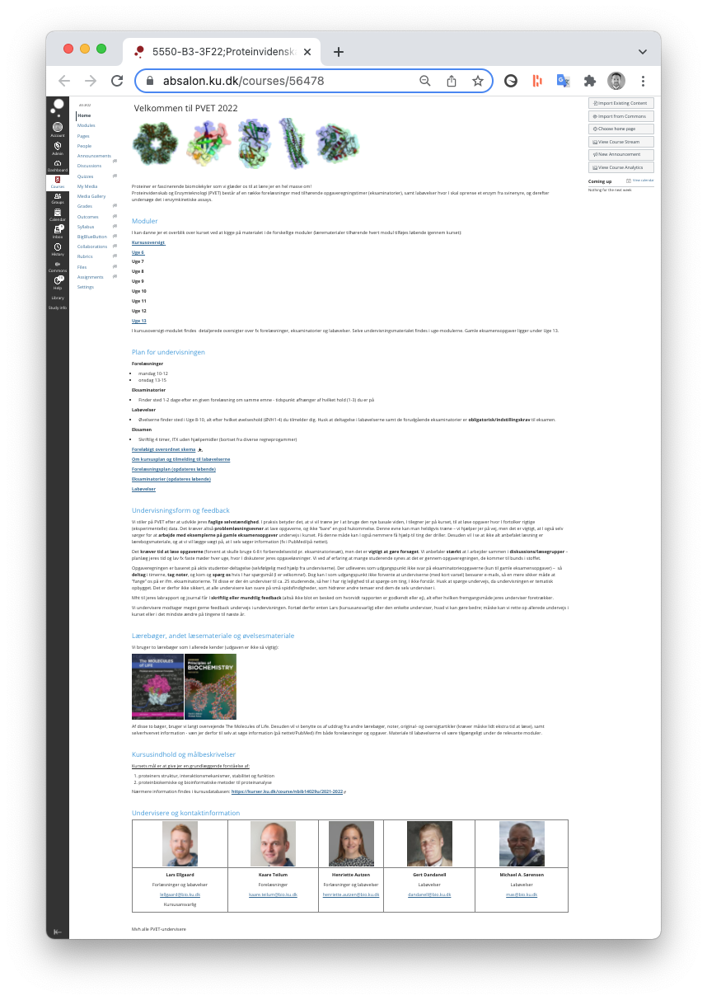 5550-B3-3F22;Proteinvidensk
absalon.ku.dk/courses/56478
Account
Admin
Dashboard
Courses
Groups
Calendar
Inbox
History
Commons
Help
Library
Study info
Home
Modules
Pages
People
Announcements
Discussions
Quizzes
My Media
Media Gallery
Grades
Outcomes
Syllabus
BigBlueButton
Collaborations
Rubrics
Files
Assignments
Settings
Velkommen til PVET 2022
Proteiner er fascinerende biomolekyler som vi glæder os til at lære jer en hel masse om!
Proteinvidenskab og Enzymteknologi (PVET) består af en række forelæsninger med tilhørende opgaveregningstimer (eksaminatorier), samt labøvelser hvor I skal oprense et enzym fra svinenyre, og derefter
undersøge det i enzymkinetiske assays.
Moduler
I kan danne jer et overblik over kurset ved at kigge på materialet i de forskellige moduler (læremateriale tilhørende hvert modul tilføjes løbende igennem kurset):
Kursusoversigt
Uge 6
Uge 7
Uge 8
Uge 9
Uge 10
Uge 11
Uge 12
Uge 13
I kursusoversigt-modulet findes detaljerede oversigter over fx forelæsninger, eksaminatorier og labøvelser. Selve undervisningsmaterialet findes i uge-modulerne. Gamle eksamensopgaver ligger under Uge 13.
Plan for undervisningen
Forelæsninger
mandag 10-12
onsdag 13-15
Eksaminatorier
Finder sted 1-2 dage efter en given forelæsning om samme emne - tidspunkt afhænger af hvilket hold (1-3) du er på
Labøvelser
Øvelserne finder sted i Uge 8-10, alt efter hvilket øvelseshold (ØVH1-4) du tilmelder dig. Husk at deltagelse i labøvelserne samt de forudgående eksaminatorier er obligatorisk/indstillingskrav til eksamen.
Eksamen
Skriftlig 4 timer, ITX uden hjælpemidler (bortset fra diverse regneprogammer)
Foreløbigt overordnet skema
Om kursusplan og tilmelding til labøvelserne
Forelæsningsplan (opdateres løbende)
Eksaminatorier (opdateres løbende)
Labøvelser
Undervisningsform og feedback
Vi stiler på PVET efter at udvikle jeres faglige selvstændighed. I praksis betyder det, at vi vil træne jer i at bruge den nye basale viden, I tilegner jer på kurset, til at løse opgaver hvor I fortolker rigtige
(eksperimentelle) data. Det kræver altså problemløsningsevner at lave opgaverne, og ikke "bare" en god hukommelse. Denne evne kan man heldigvis træne – vi hjælper jer på vej, men det er vigtigt, at I også selv
sørger for at arbejde med eksemplerne på gamle eksamensopgaver undervejs i kurset. På denne måde kan I også nemmere få hjælp til ting der driller. Desuden vil I se at ikke alt anbefalet læsning er
lærebogsmateriale, og at vi vil lægge vægt på, at I selv søger information (fx i PubMed/på nettet).
Det kræver tid at løse opgaverne (forvent at skulle bruge 6-8 t forberedelsestid pr. eksaminatoriesæt), men det er vigtigt at gøre forsøget. Vi anbefaler stærkt at I arbejder sammen i diskussions/læsegrupper –
planlæg jeres tid og lav fx faste møder hver uge, hvor I diskuterer jeres opgaveløsninger. Vi ved af erfaring at mange studerende synes at det er gennem opgaveregningen, de kommer til bunds i stoffet.
Opgaveregningen er baseret på aktiv studenter-deltagelse (selvfølgelig med hjælp fra underviserne). Der udleveres som udgangspunkt ikke svar på eksaminatorieopgaverne (kun til gamle eksamensopgaver) – så
deltag i timerne, tag noter, og kom og spørg os hvis I har spørgsmål (I er velkomne!). Dog kan I som udgangspunkt ikke forvente at underviserne (med kort varsel) besvarer e-mails, så en mere sikker måde at
"fange" os på er ifm. eksaminatorierne. Til disse er der én underviser til ca. 25 studerende, så her I har rig lejlighed til at spørge om ting, I ikke forstår. Husk at spørge undervejs, da undervisningen er tematisk
opbygget. Det er derfor ikke sikkert, at alle undervisere kan svare på små spidsfindigheder, som hidrører andre temaer end dem de selv underviser i.
Mht til jeres labrapport og journal får I skriftlig eller mundtlig feedback (altså ikke blot en besked om hvorvidt rapporten er godkendt eller ej), alt efter hvilken fremgangsmåde jeres underviser foretrækker.
Vi undervisere modtager meget gerne feedback undervejs i undervisningen. Fortæl derfor enten Lars (kursusansvarlig) eller den enkelte underviser, hvad vi kan gøre bedre; måske kan vi rette op allerede undervejs i
kurset eller i det mindste ændre på tingene til næste år.
Lærebøger, andet læsemateriale og øvelsesmateriale
Vi bruger to lærebøger som I allerede kender (udgaven er ikke så vigtig):
The MOLECULES
of LIFE
Principles of
BIOCHEMISTRY
Af disse to bøger, bruger vi langt overvejende The Molecules of Life. Desuden vil vi benytte os af uddrag fra andre lærebøger, noter, original- og oversigtartikler (kræver måske lidt ekstra tid at læse), samt
selverhvervet information - væn jer derfor til selv at søge information (på nettet/PubMed) ifm både forelæsninger og opgaver. Materiale til labøvelserne vil være tilgængeligt under de relevante moduler.
Kursusindhold og målbeskrivelser
Kursets mål er at give jer en grundlæggende forståelse af:
1. proteiners struktur, interaktionsmekanismer, stabilitet og funktion
2. proteinbiokemiske og bioinformatiske metoder til proteinanalyse
Nærmere information findes i kursusdatabasen: https://kurser.ku.dk/course/nbib14029u/2021-2022
Undervisere og kontaktinformation
Lars Ellgaard
Forlæsninger og labøvelser
lellgaard@bio.ku.dk
Kursusansvarlig
Kaare Teilum
Forelæsninger
kaare.teilum@bio.ku.dk
Henriette Autzen
Forlæsninger og labøvelser
henriette.autzen@bio.ku.dk
Gert Dandanell
Labøvelser
dandanell@bio.ku.dk
Michael A. Sørensen
Labøvelser
mas@bio.ku.dk
Mvh alle PVET-undervisere
Import Existing Content
Import from Commons
Choose home page
View Course Stream
New Announcement
View Course Analytics
Coming up
View calendar
Nothing for the next week